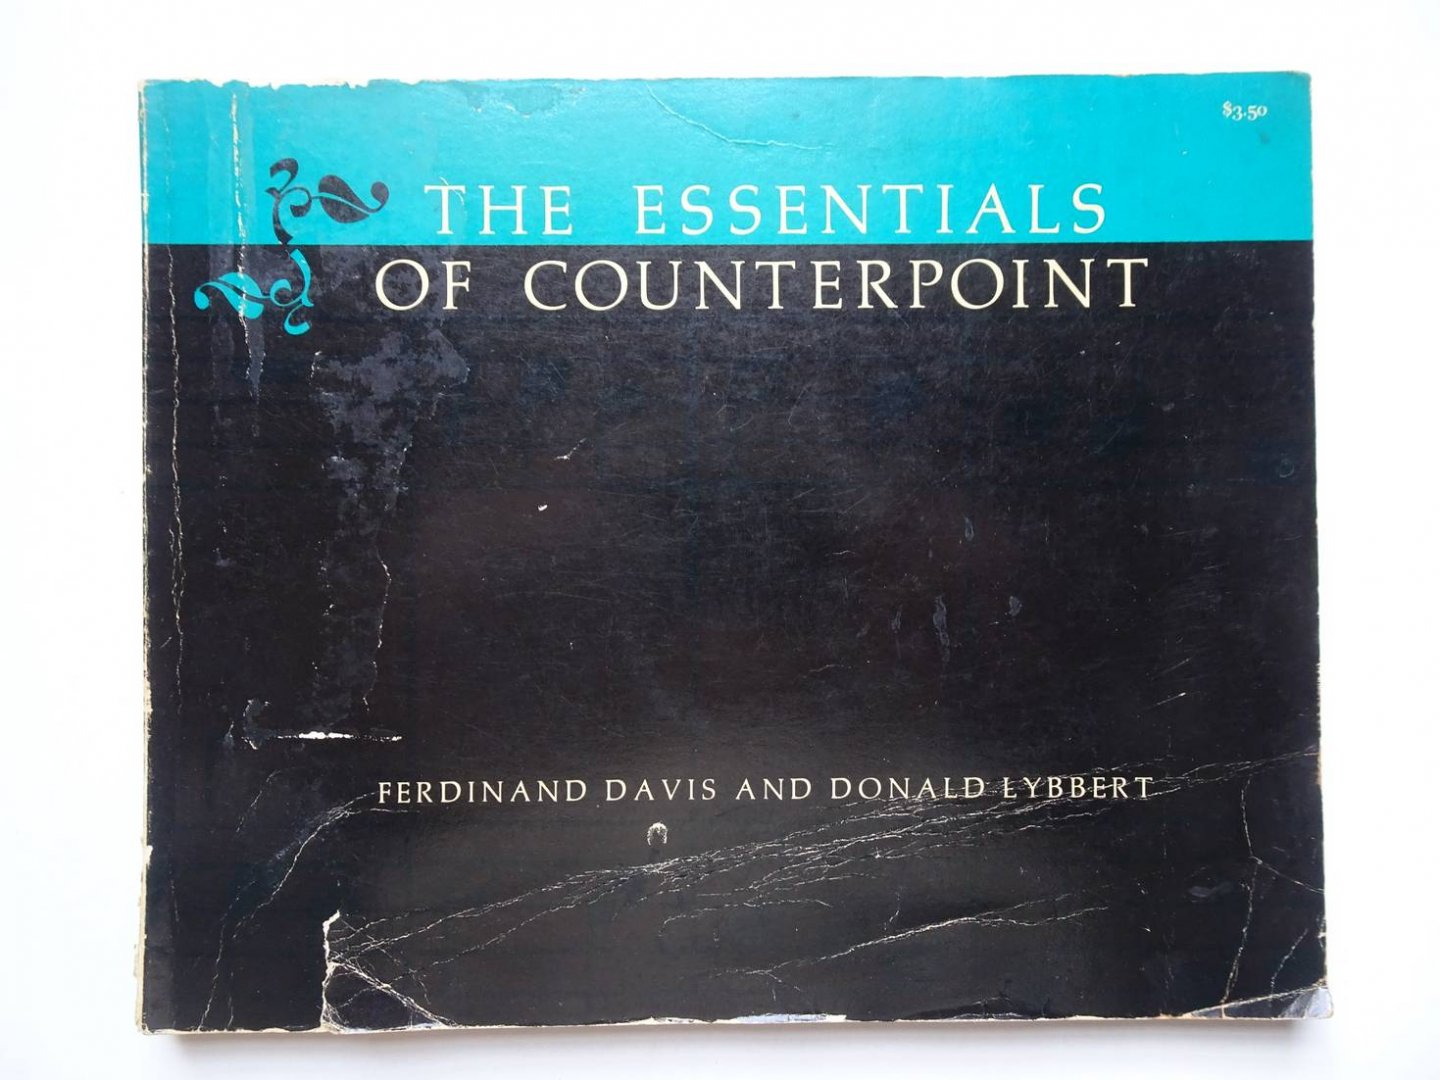 $3.50
THE ESSENTIALS
OF COUNTERPOINT
FERDINAND DAVIS AND DONALD LYBBERT